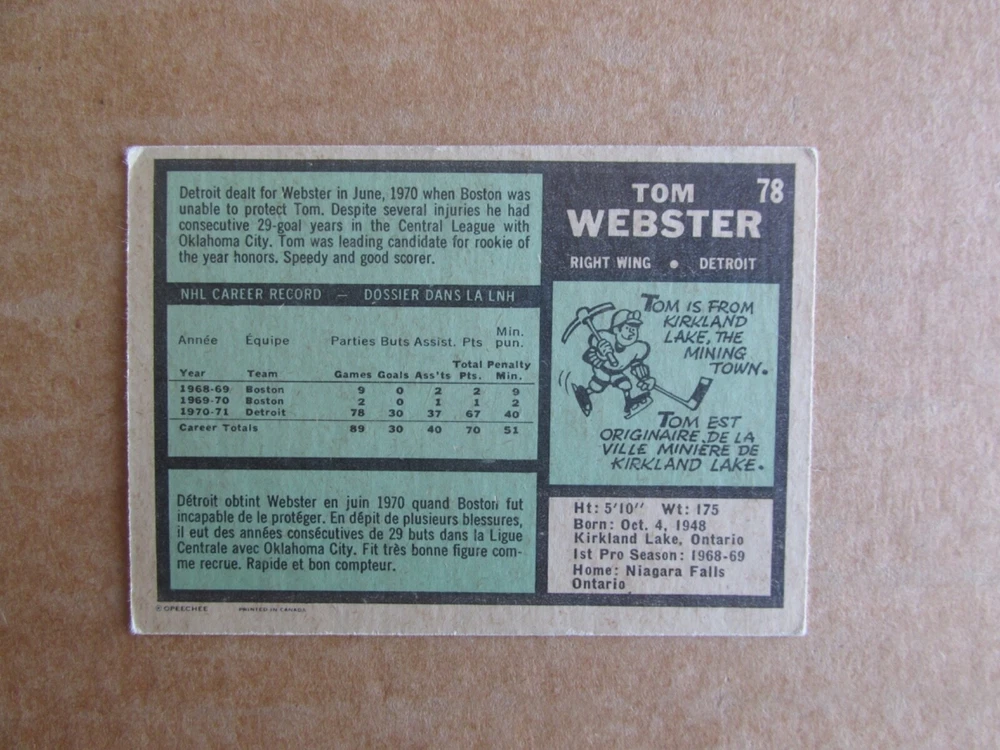 Detroit dealt for Webster in June, 1970 when Boston was
unable to protect Tom. Despite several injuries he had
consecutive 29-goal years in the Central League with
Oklahoma City. Tom was leading candidate for rookie of
the year honors. Speedy and good scorer.
78
TOM
WEBSTER
RIGHT WING • DETROIT
NHL CAREER RECORD — DOSSIER DANS LA LNH
Année Équipe Parties Buts Assist. Pts Min. pun.
Year Team Games Goals Ass'ts Total Pts. Penalty Min.
1968-69 Boston 9 0 2 2 9
1969-70 Boston 2 0 1 1 2
1970-71 Detroit 78 30 37 67 40
Career Totals 89 30 40 70 51
TOM IS FROM
KIRKLAND
LAKE, THE
MINING
TOWN.
TOM EST
ORIGINAIRE DE LA
VILLE MINIÈRE DE
KIRKLAND LAKE.
Détroit obtint Webster en juin 1970 quand Boston fut
incapable de le protéger. En dépit de plusieurs blessures,
il eut des années consécutives de 29 buts dans la Ligue
Centrale avec Oklahoma City. Fit très bonne figure com-
me recrue. Rapide et bon compteur.
Ht: 5'10" Wt: 175
Born: Oct. 4, 1948
Kirkland Lake, Ontario
1st Pro Season: 1968-69
Home: Niagara Falls
Ontario
© OPEECHEE PRINTED IN CANADA